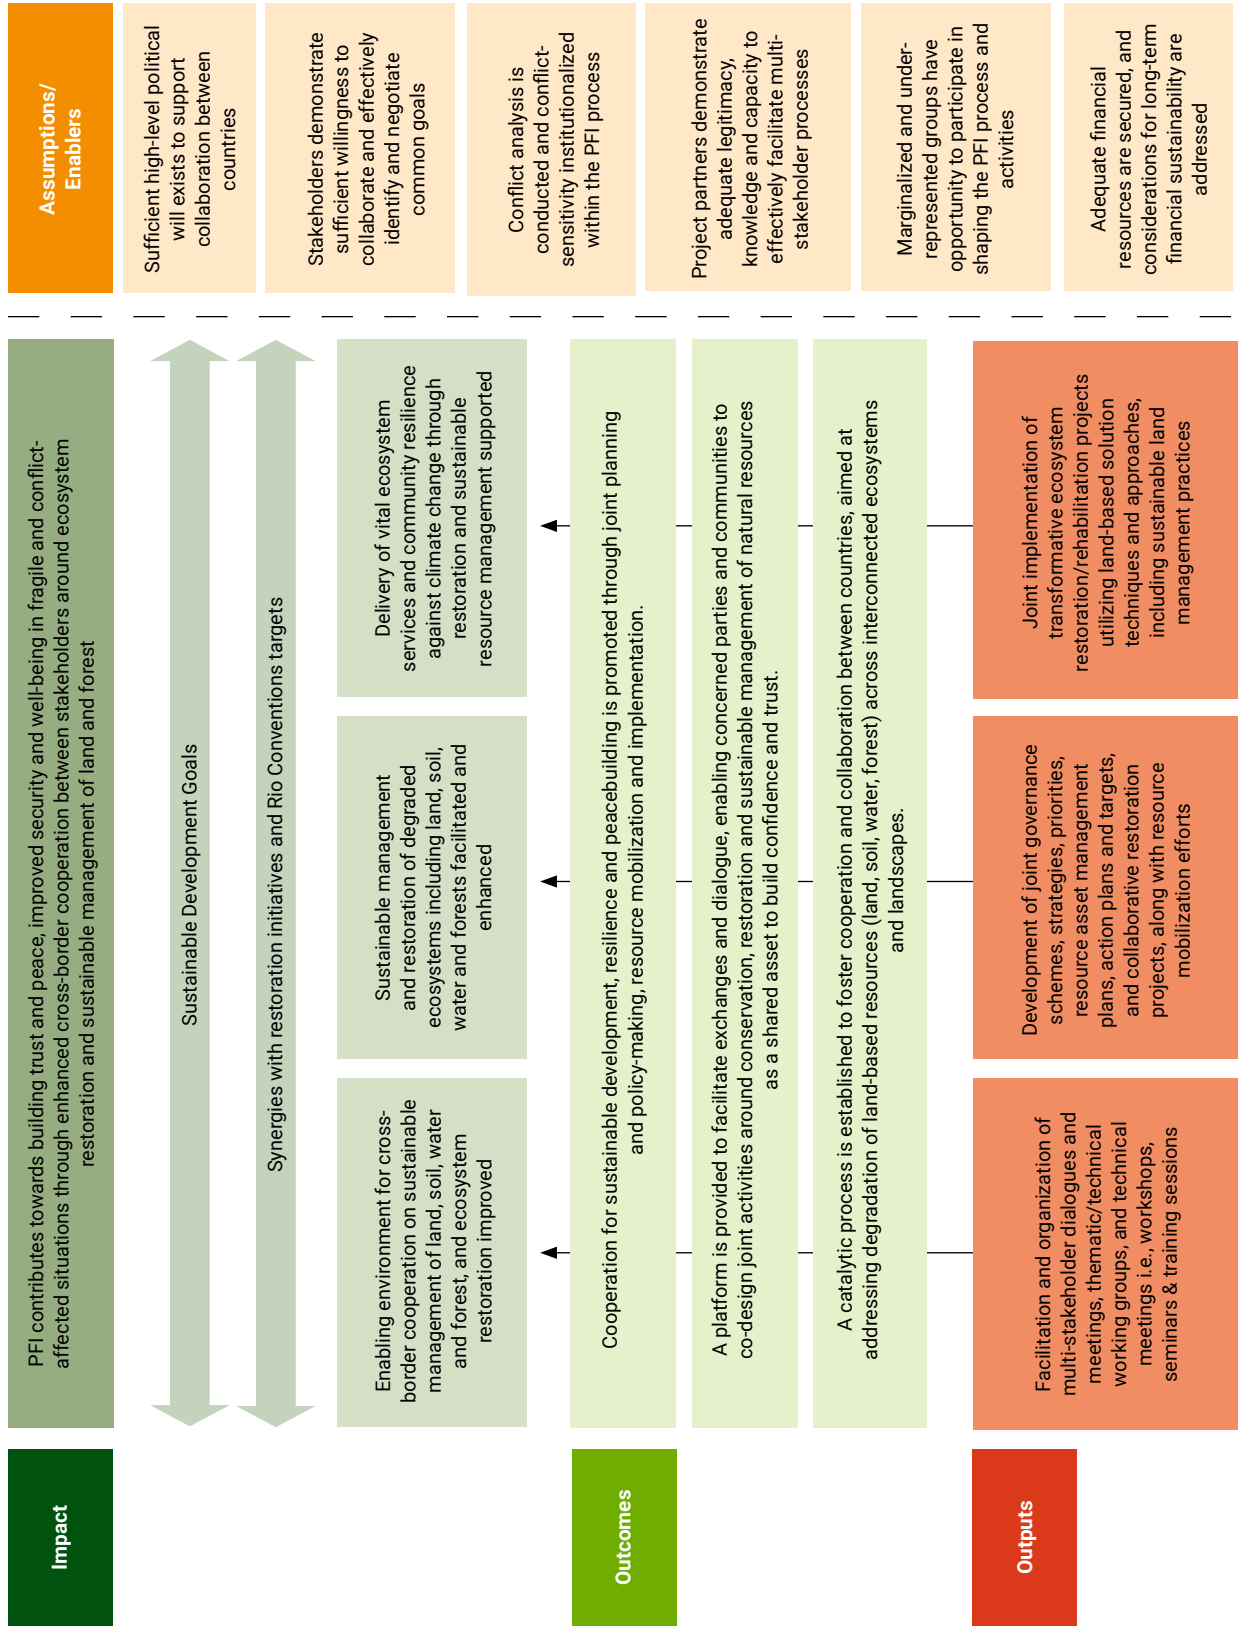 Impact
PFI contributes towards building trust and peace, improved security and well-being in fragile and conflict-
affected situations through enhanced cross-border cooperation between stakeholders around ecosystem
restoration and sustainable management of land and forest
Assumptions/
Enablers
Sustainable Development Goals
Synergies with restoration initiatives and Rio Conventions targets
Enabling environment for cross-
border cooperation on sustainable
management of land, soil, water
and forest, and ecosystem
restoration improved
Sustainable management
and restoration of degraded
ecosystems including land, soil,
water and forests facilitated and
enhanced
Delivery of vital ecosystem
services and community resilience
against climate change through
restoration and sustainable
resource management supported
Outcomes
Cooperation for sustainable development, resilience and peacebuilding is promoted through joint planning
and policy-making, resource mobilization and implementation.
A platform is provided to facilitate exchanges and dialogue, enabling concerned parties and communities to
co-design joint activities around conservation, restoration and sustainable management of natural resources
as a shared asset to build confidence and trust.
A catalytic process is established to foster cooperation and collaboration between countries, aimed at
addressing degradation of land-based resources (land, soil, water, forest) across interconnected ecosystems
and landscapes.
Outputs
Facilitation and organization of
multi-stakeholder dialogues and
meetings, thematic/technical
working groups, and technical
meetings i.e., workshops,
seminars & training sessions
Development of joint governance
schemes, strategies, priorities,
resource asset management
plans, action plans and targets,
and collaborative restoration
projects, along with resource
mobilization efforts
Joint implementation of
transformative ecosystem
restoration/rehabilitation projects
utilizing land-based solution
techniques and approaches,
including sustainable land
management practices
Sufficient high-level political
will exists to support
collaboration between
countries
Stakeholders demonstrate
sufficient willingness to
collaborate and effectively
identify and negotiate
common goals
Conflict analysis is
conducted and conflict-
sensitivity institutionalized
within the PFI process
Project partners demonstrate
adequate legitimacy,
knowledge and capacity to
effectively facilitate multi-
stakeholder processes
Marginalized and under-
represented groups have
opportunity to participate in
shaping the PFI process and
activities
Adequate financial
resources are secured, and
considerations for long-term
financial sustainability are
addressed